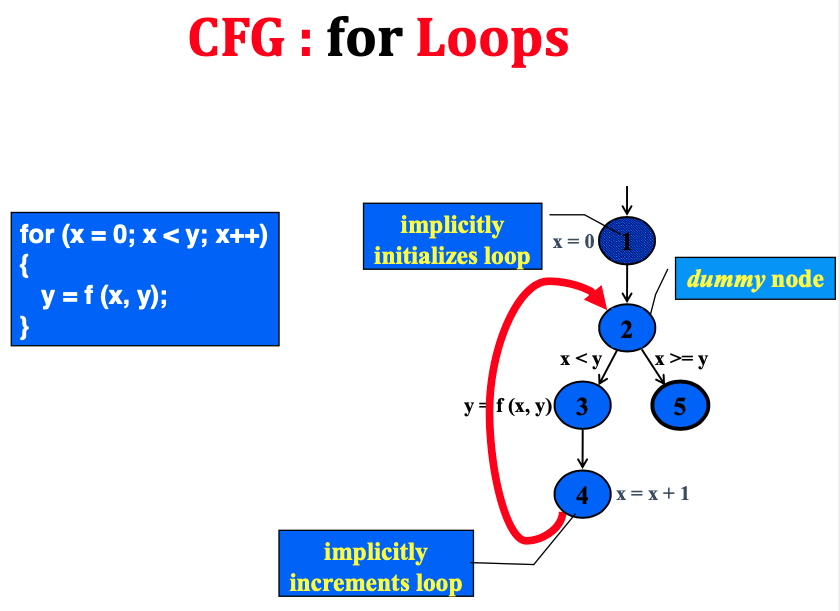 CFG : for Loops
for (x = 0; x < y; x++)
{
y = f (x, y);
}
implicitly
initializes loop
x = 0
1
dummy node
2
x < y
x >= y
y = f (x, y)
3
5
4
x = x + 1
implicitly
increments loop